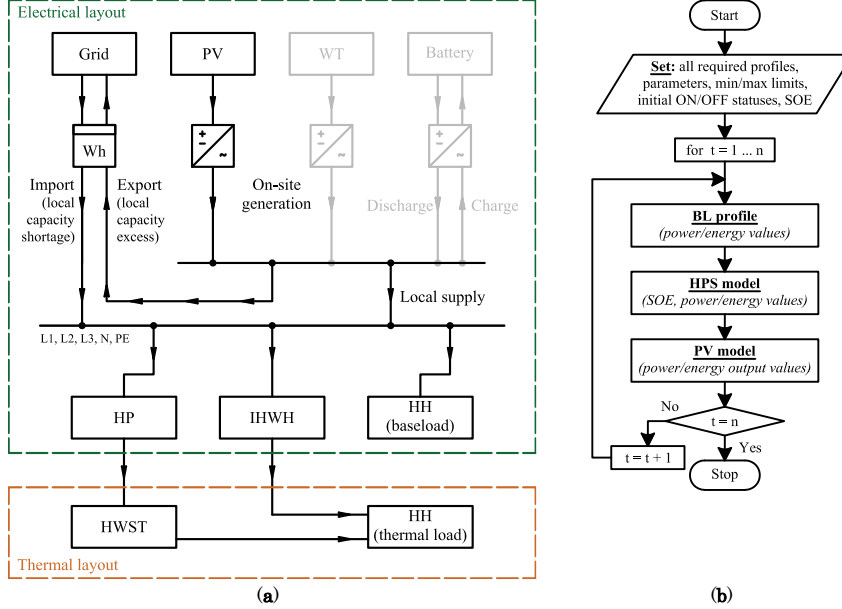 Electrical layout
Grid
PV
WT
Battery
Wh
+
-
~
+
-
~
+
-
~
Import
(local
capacity
shortage)
Export
(local
capacity
excess)
On-site
generation
Discharge
Charge
Local supply
L1, L2, L3, N, PE
HP
IHWH
HH
(baseload)
HWST
HH
(thermal load)
Thermal layout
(a)
Start
Set: all required profiles,
parameters, min/max limits,
initial ON/OFF statuses, SOE
for t = 1 ... n
BL profile
(power/energy values)
HPS model
(SOE, power/energy values)
PV model
(power/energy output values)
No
t = n
Yes
t = t + 1
Stop
(b)